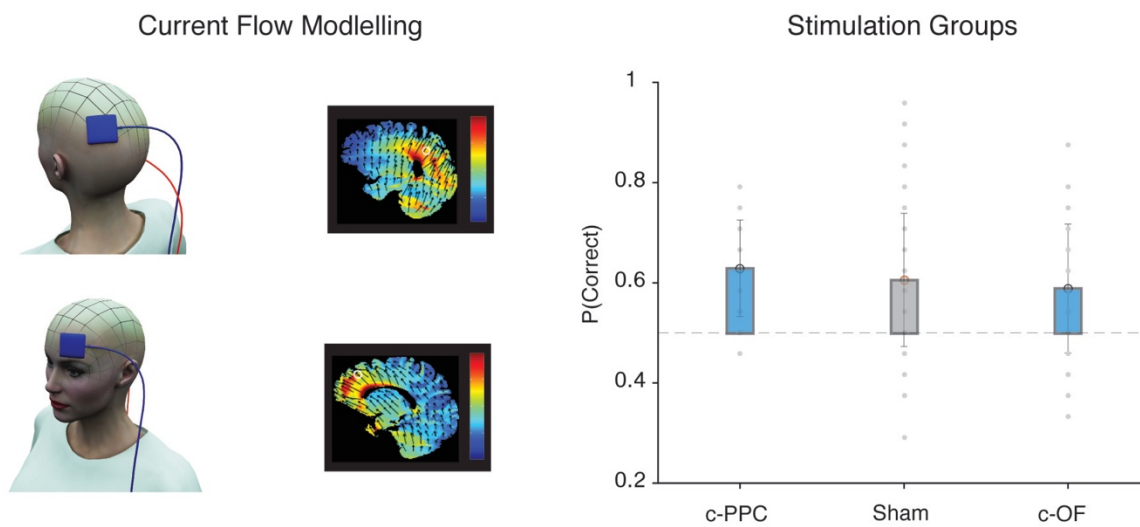 Current Flow Modlelling
Stimulation Groups
1
0.8
0.6
0.4
0.2
P(Correct)
c-PPC
Sham
c-OF